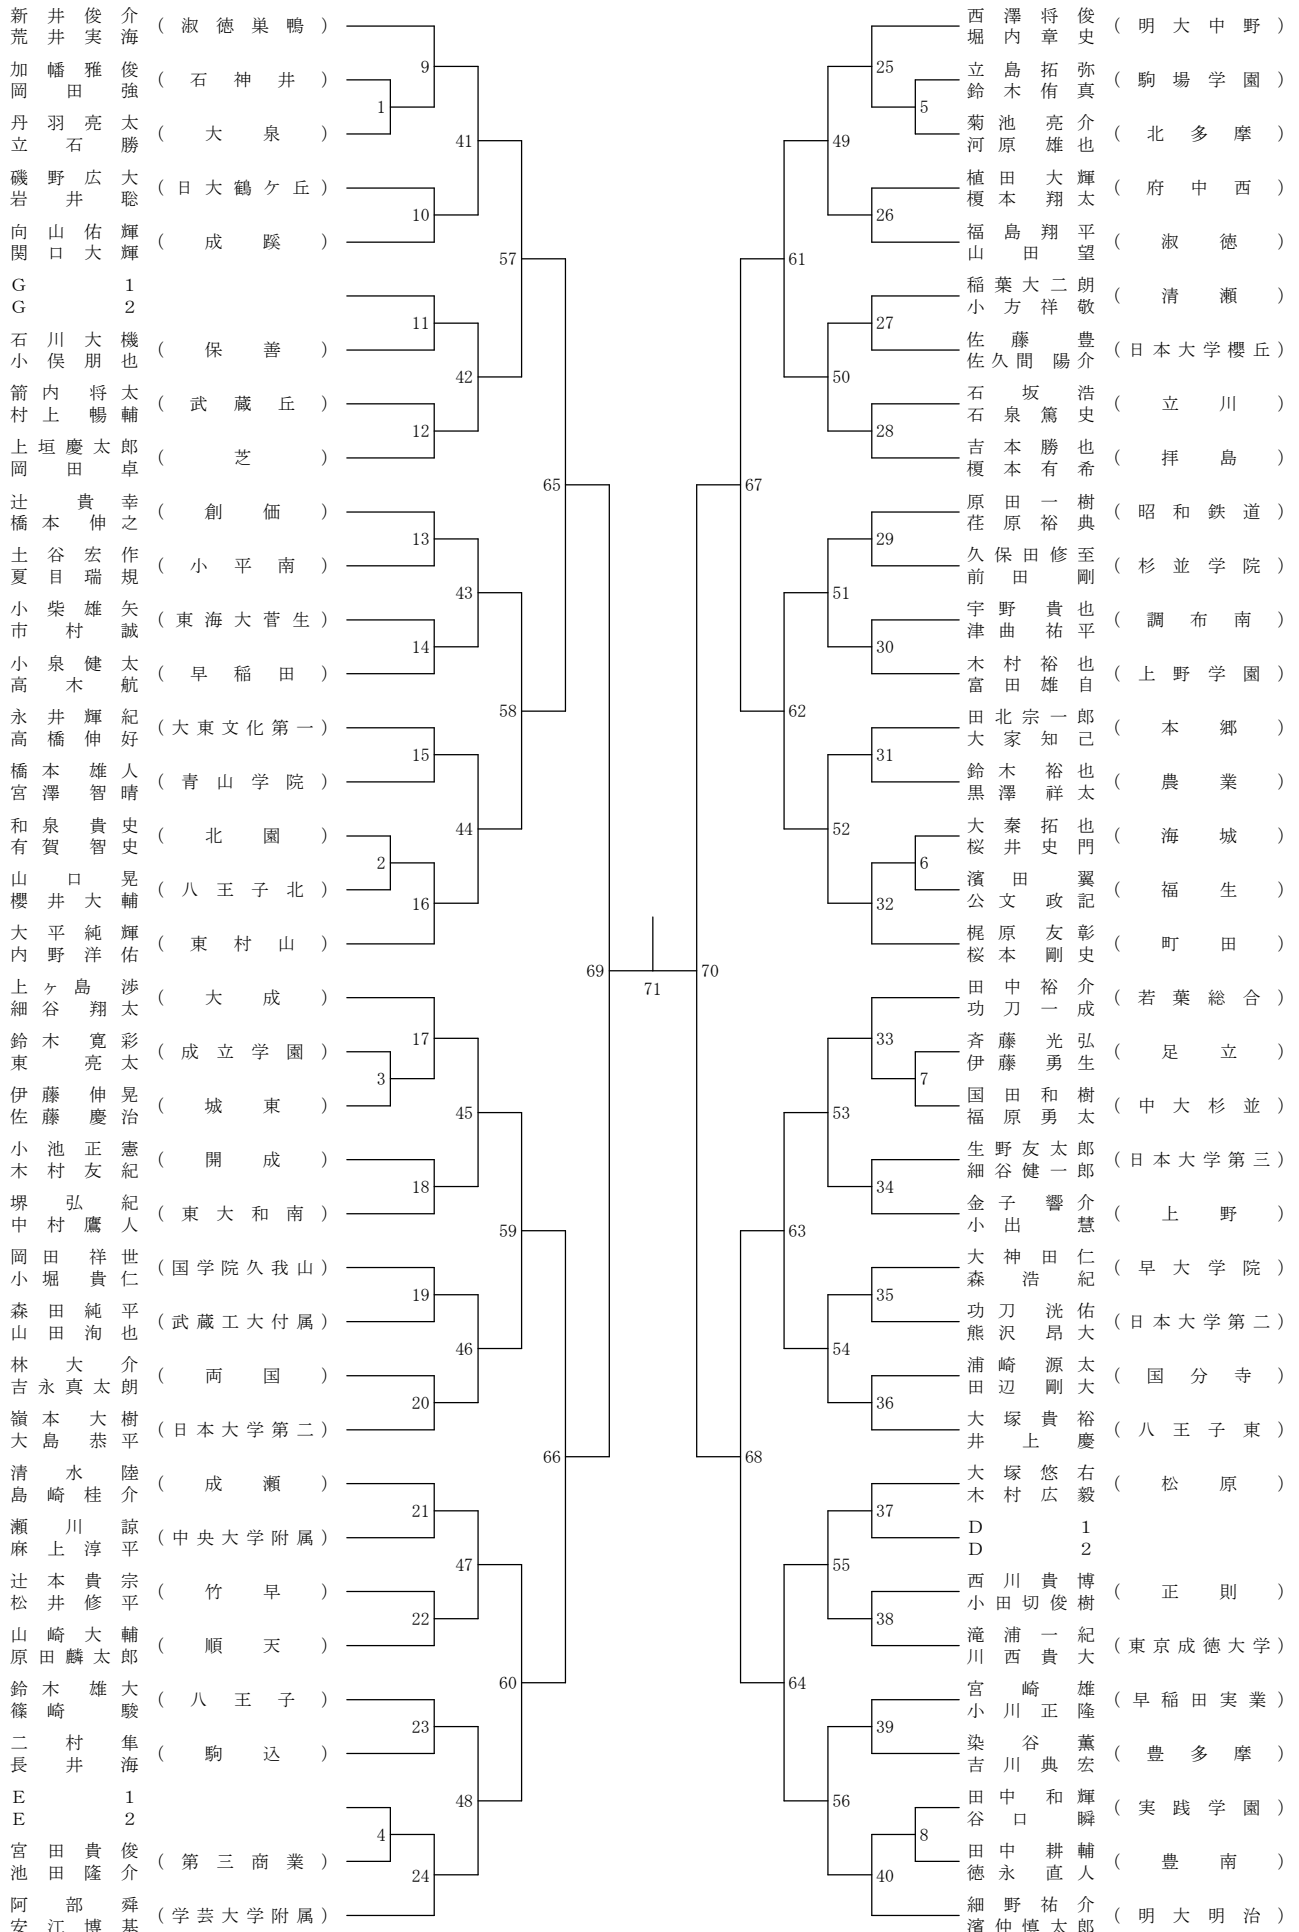 新井俊介
荒井実海
(淑徳巣鴨)
加幡雅俊
岡田強
(石神井)
丹羽亮太
立石勝
(大泉)
磯野広大
岩井聡
(日大鶴ケ丘)
向山佑輝
関口大輝
(成蹊)
G1
G2
石川大機
小俣朋也
(保善)
箭内将太
村上暢輔
(武蔵丘)
上垣慶太郎
岡田卓
(芝)
辻貴幸
橋本伸之
(創価)
土谷宏作
夏目瑞規
(小平南)
小柴雄矢
市村誠
(東海大菅生)
小泉健太
高木航
(早稲田)
永井輝紀
高橋伸好
(大東文化第一)
橋本雄人
宮澤智晴
(青山学院)
和泉貴史
有賀智史
(北園)
山口晃
櫻井大輔
(八王子北)
大平純輝
内野洋佑
(東村山)
上ヶ島渉
細谷翔太
(大成)
鈴木寛彩
東亮太
(成立学園)
伊藤伸晃
佐藤慶治
(城東)
小池正憲
木村友紀
(開成)
堺弘紀
中村鷹人
(東大和南)
岡田祥世
小堀貴仁
(国学院久我山)
森田純平
山田洵也
(武蔵工大付属)
林大介
吉永真太朗
(両国)
嶺本大樹
大島恭平
(日本大学第二)
清水陸
島崎桂介
(成瀬)
瀬川諒
麻上淳平
(中央大学附属)
辻本貴宗
松井修平
(竹早)
山崎大輔
原田麟太郎
(順天)
鈴木雄大
篠崎駿
(八王子)
二村隼
長井海
(駒込)
E1
E2
宮田貴俊
池田隆介
(第三商業)
阿部舜
安江博基
(学芸大学附属)
1
2
3
4
9
10
11
12
13
14
15
16
17
18
19
20
21
22
23
24
41
42
43
44
45
46
47
48
57
58
59
60
65
66
69
71
70
67
68
61
62
63
64
49
50
51
52
53
54
55
56
25
26
27
28
29
30
31
32
33
34
35
36
37
38
39
40
5
6
7
8
西澤将俊
堀内章史
(明大中野)
立島拓弥
鈴木侑真
(駒場学園)
菊池亮介
河原雄也
(北多摩)
植田大輝
榎本翔太
(府中西)
福島翔平
山田望
(淑徳)
稲葉大二朗
小方祥敬
(清瀬)
佐藤豊
佐久間陽介
(日本大学櫻丘)
石坂浩
石泉篤史
(立川)
吉本勝也
榎本有希
(拝島)
原田一樹
荏原裕典
(昭和鉄道)
久保田修至
前田剛
(杉並学院)
宇野貴也
津曲祐平
(調布南)
木村裕也
富田雄自
(上野学園)
田北宗一郎
大家知己
(本郷)
鈴木裕也
黒澤祥太
(農業)
大秦拓也
桜井史門
(海城)
濱田翼
公文政記
(福生)
梶原友彰
桜本剛史
(町田)
田中裕介
功刀一成
(若葉総合)
斉藤光弘
伊藤勇生
(足立)
国田和樹
福原勇太
(中大杉並)
生野友太郎
細谷健一郎
(日本大学第三)
金子響介
小出慧
(上野)
大神田仁
森浩紀
(早大学院)
功刀洸佑
熊沢昂大
(日本大学第二)
浦崎源太
田辺剛大
(国分寺)
大塚貴裕
井上慶
(八王子東)
大塚悠右
木村広毅
(松原)
D1
D2
西川貴博
小田切俊樹
(正則)
滝浦一紀
川西貴大
(東京成徳大学)
宮崎雄
小川正隆
(早稲田実業)
染谷薫
吉川典宏
(豊多摩)
田中和輝
谷口瞬
(実践学園)
田中耕輔
徳永直人
(豊南)
細野祐介
濱仲慎太郎
(明大明治)